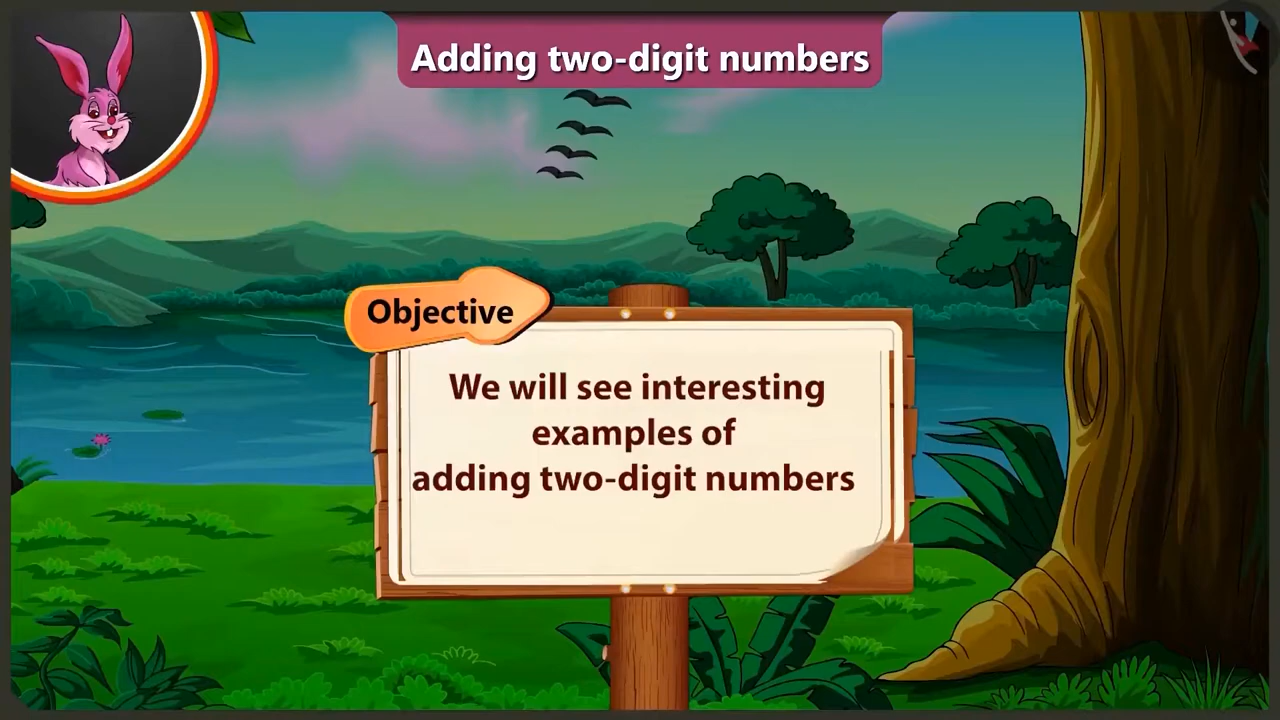 Adding two-digit numbers
Objective
We will see interesting
examples of
adding two-digit numbers